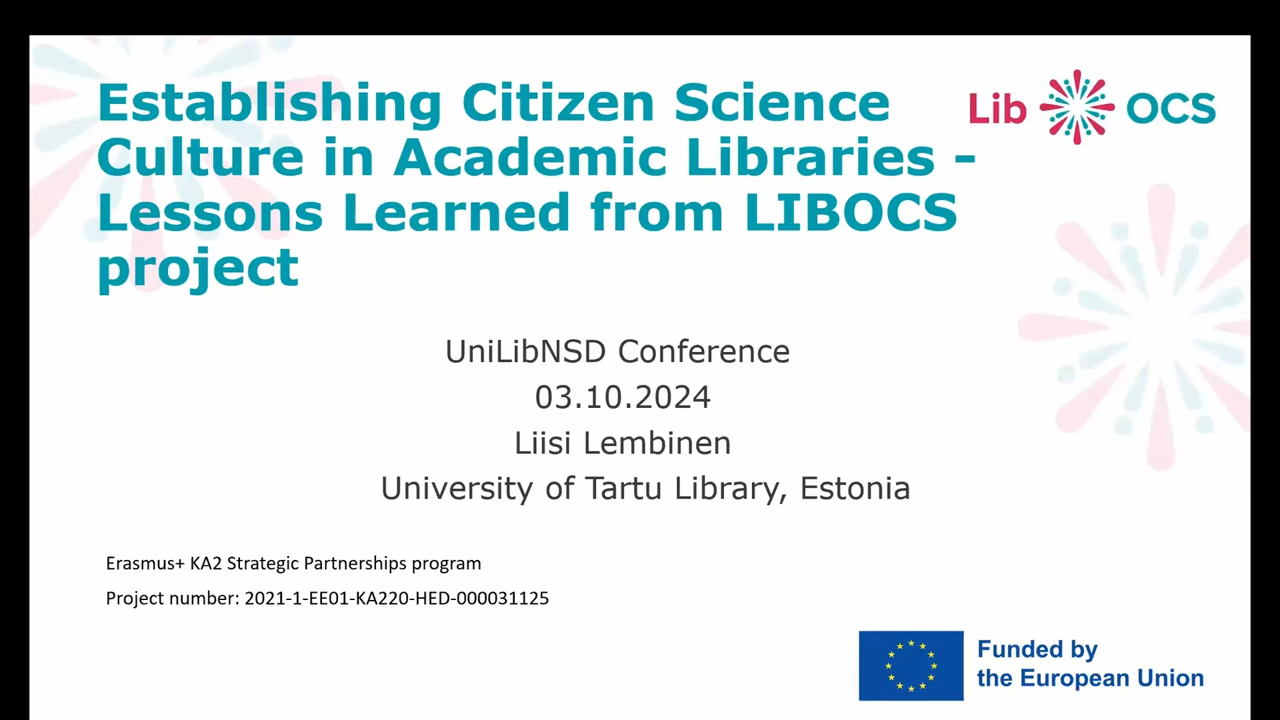 Establishing Citizen Science
Culture in Academic Libraries -
Lessons Learned from LIBOCS
project
Lib OCS
UniLibNSD Conference
03.10.2024
Liisi Lembinen
University of Tartu Library, Estonia
Erasmus+ KA2 Strategic Partnerships program
Project number: 2021-1-EE01-KA220-HED-000031125
Funded by
the European Union